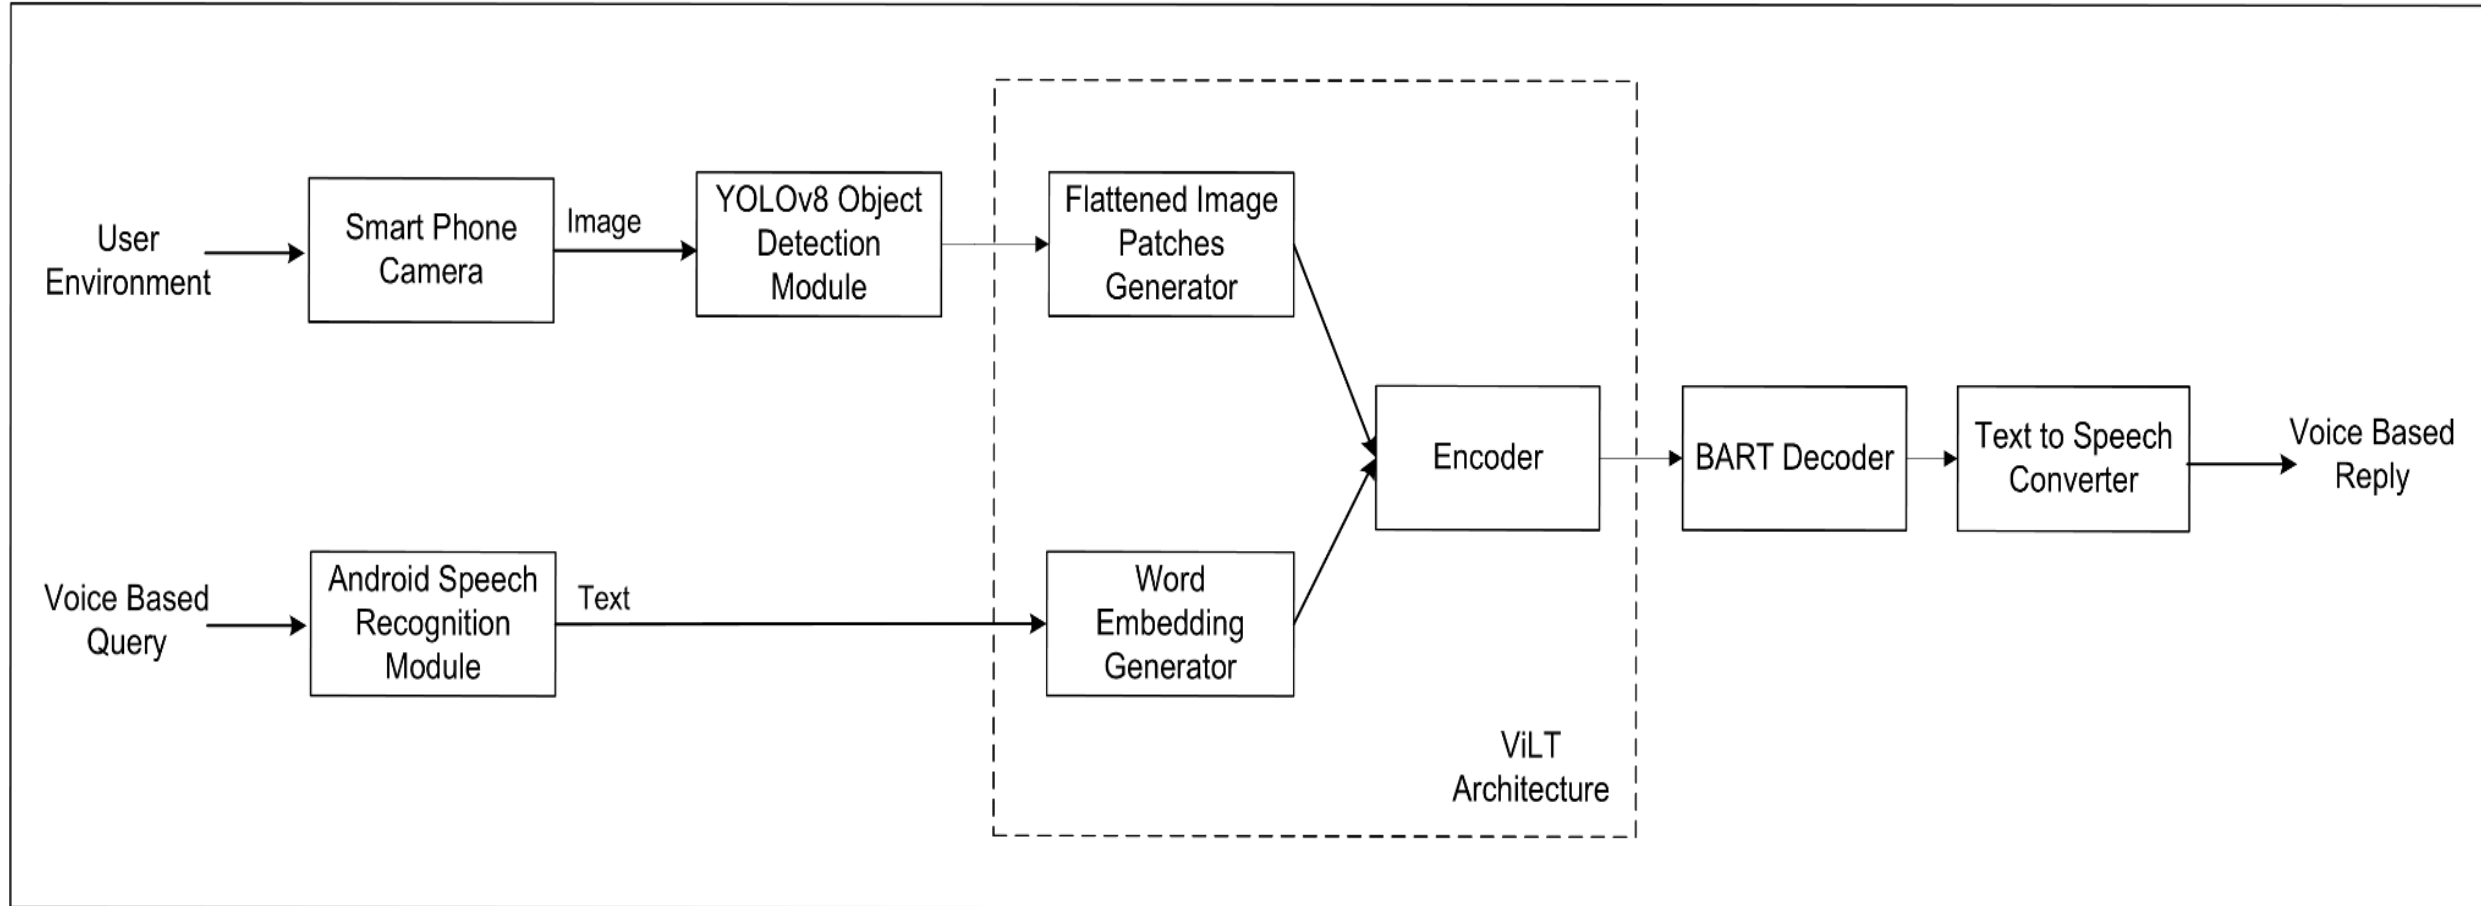 User
Environment
Smart Phone
Camera
Image
YOLOv8 Object
Detection
Module
Flattened Image
Patches
Generator
Voice Based
Query
Android Speech
Recognition
Module
Text
Word
Embedding
Generator
Encoder
BART Decoder
Text to Speech
Converter
Voice Based
Reply
ViLT
Architecture